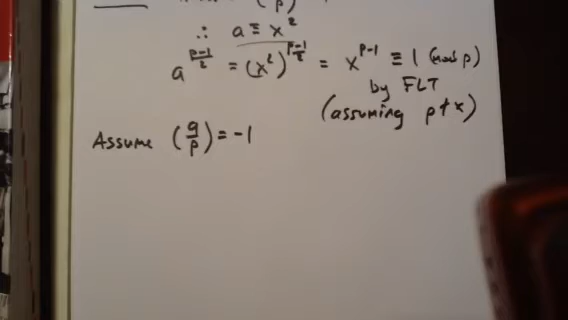 (p)
∴ a ≡ x²
a^((p-1)/2) = (x²)^((p-1)/2) = x^(p-1) ≡ 1 (mod p)
by FLT
(assuming p∤x)
Assume (a/p) = -1